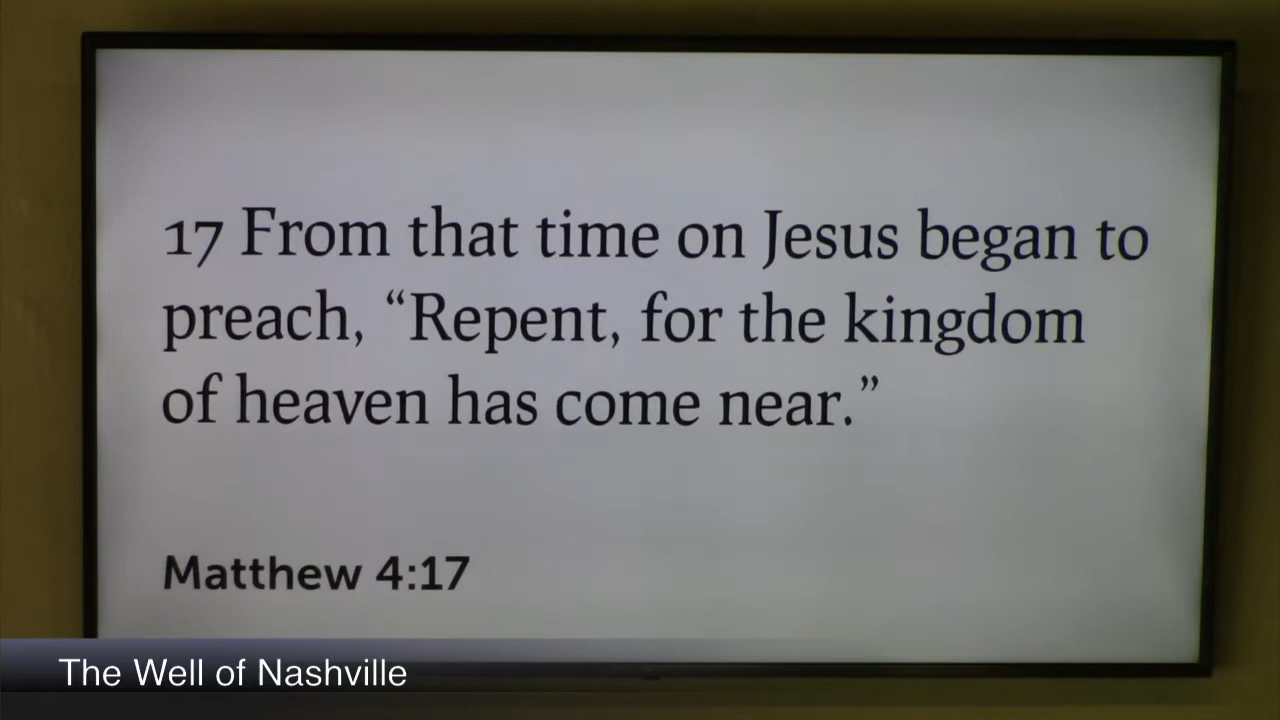 17 From that time on Jesus began to
preach, “Repent, for the kingdom
of heaven has come near.”
Matthew 4:17
The Well of Nashville